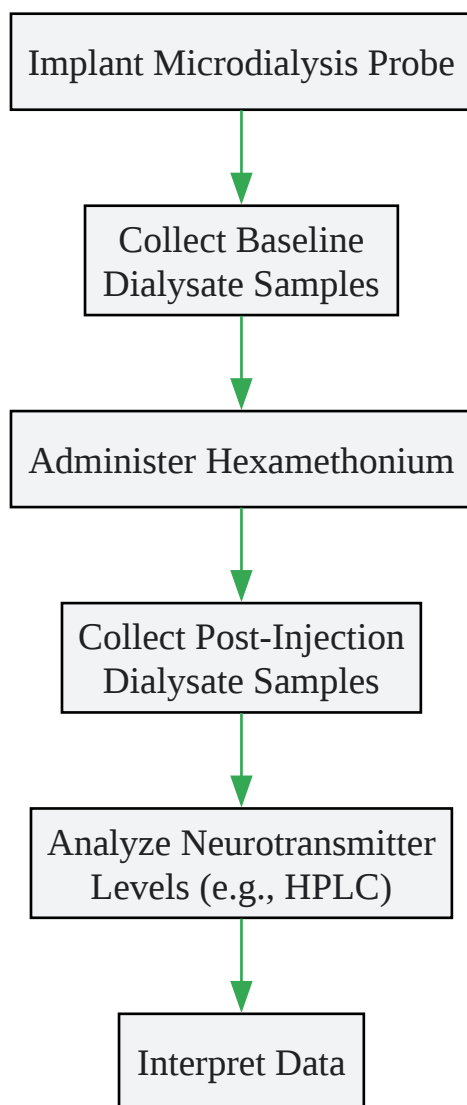 Implant Microdialysis Probe
Collect Baseline
Dialysate Samples
Administer Hexamethonium
Collect Post-Injection
Dialysate Samples
Analyze Neurotransmitter
Levels (e.g., HPLC)
Interpret Data